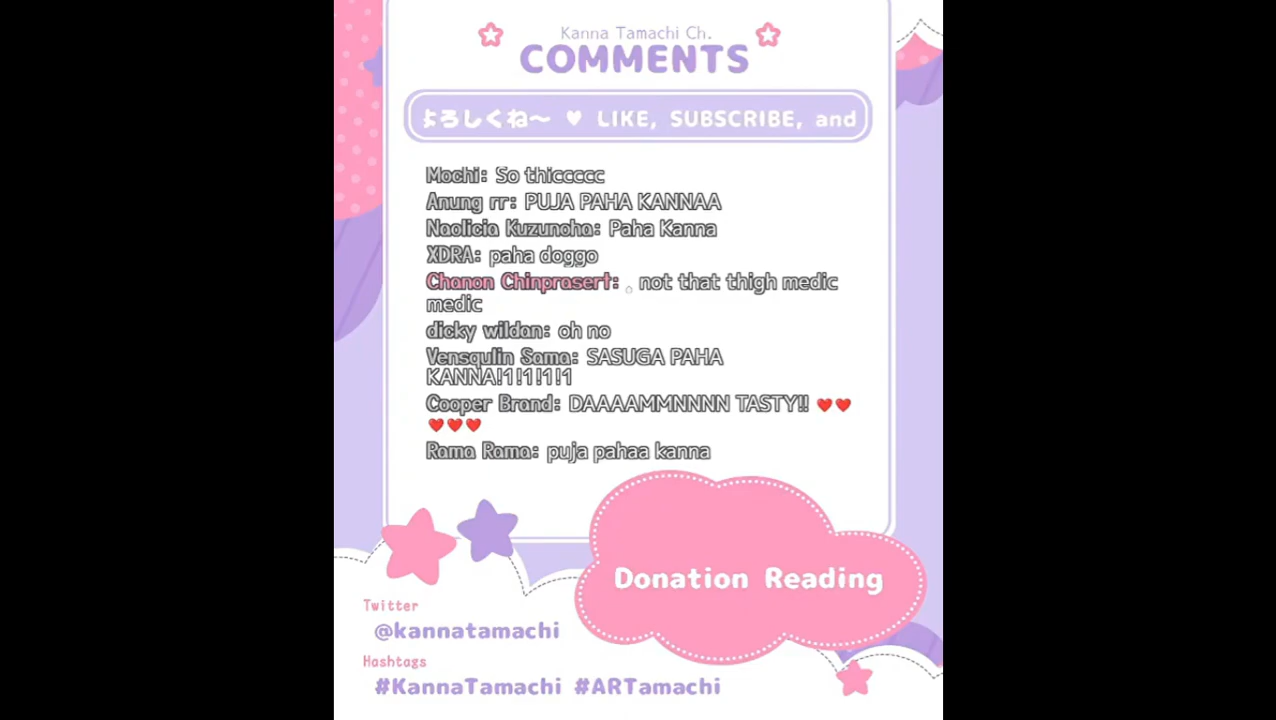 Kanna Tamachi Ch.
COMMENTS
よろしくね〜 ♥ LIKE, SUBSCRIBE, and
Mochi: So thiccccc
Anung rr: PUJA PAHA KANNAA
Naolicia Kuzunoha: Paha Kanna
XDRA: paha doggo
Chanon Chinprasert: 。not that thigh medic
medic
dicky wildan: oh no
Vensqulin Sama: SASUGA PAHA
KANNA!1!1!1!1
Cooper Brand: DAAAAMMNNNN TASTY!! ❤️❤️
❤️❤️❤️
Rama Rama: puja pahaa kanna
Donation Reading
Twitter
@kannatamachi
Hashtags
#KannaTamachi #ARTamachi